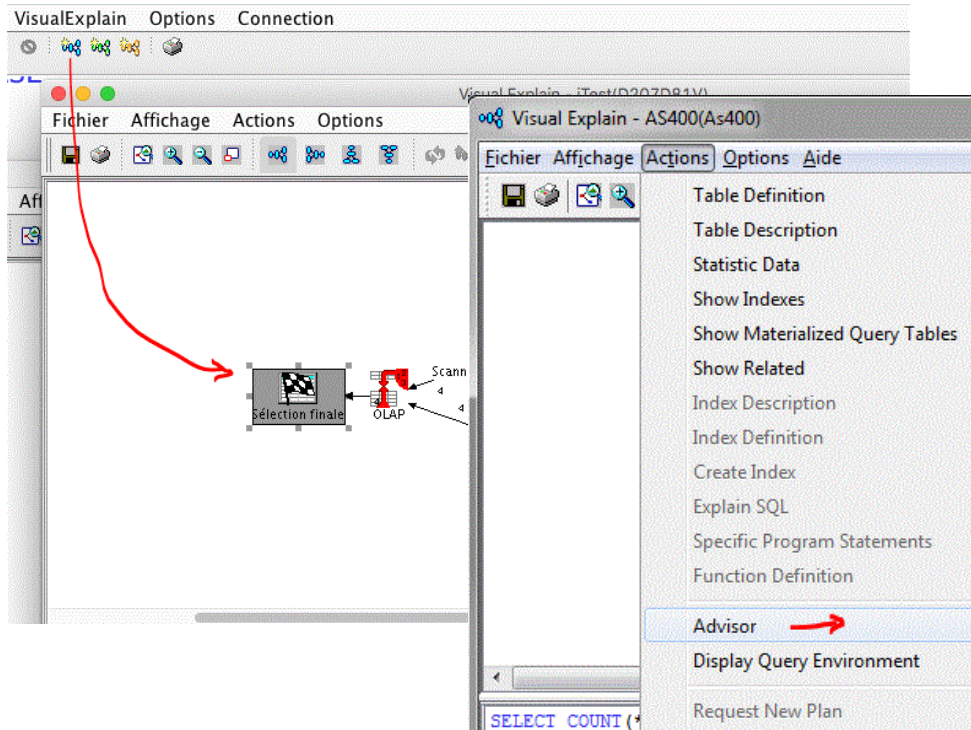 VisualExplain Options Connection
Visual Explain - iTest(D207D81V)
Fichier Affichage Actions Options
Aff
Scann
4
4
Sélection finale
OLAP
Visual Explain - AS400(As400)
Fichier Affichage Actions Options Aide
Table Definition
Table Description
Statistic Data
Show Indexes
Show Materialized Query Tables
Show Related
Index Description
Index Definition
Create Index
Explain SQL
Specific Program Statements
Function Definition
Advisor
Display Query Environment
Request New Plan
SELECT COUNT(*